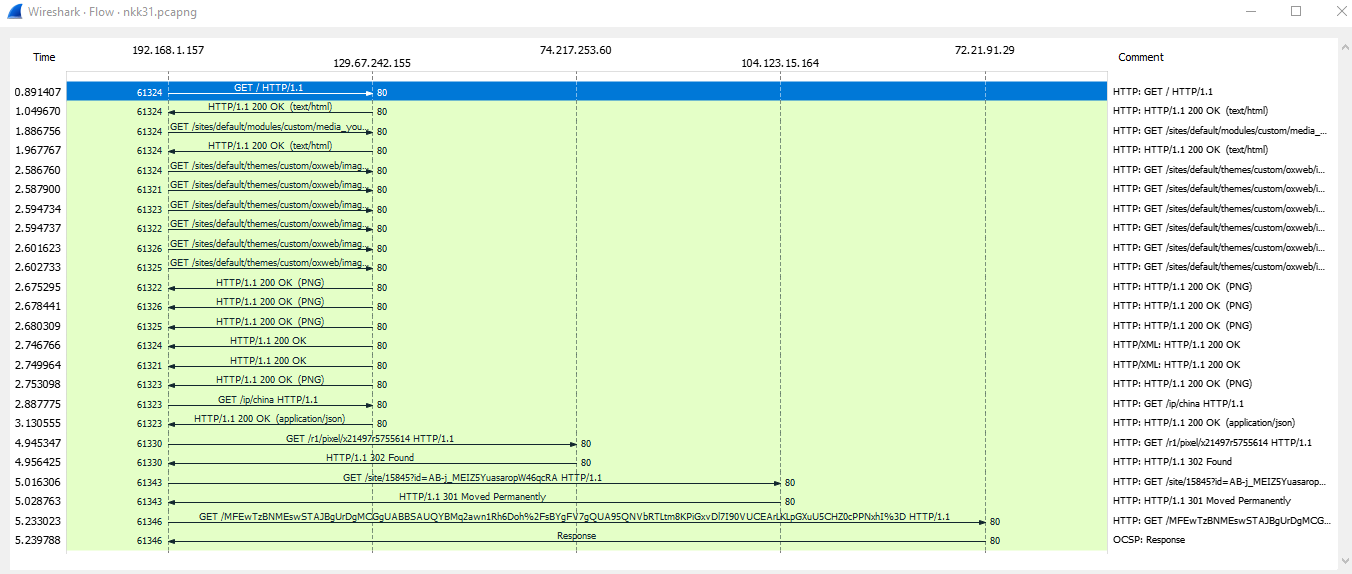 Wireshark · Flow · nkk31.pcapng
192.168.1.157 74.217.253.60 72.21.91.29
Time 129.67.242.155 104.123.15.164 Comment
0.891407 61324 GET / HTTP/1.1 80 HTTP: GET / HTTP/1.1
1.049670 61324 HTTP/1.1 200 OK (text/html) 80 HTTP: HTTP/1.1 200 OK (text/html)
1.886756 61324 GET /sites/default/modules/custom/media_you... 80 HTTP: GET /sites/default/modules/custom/media_...
1.967767 61324 HTTP/1.1 200 OK (text/html) 80 HTTP: HTTP/1.1 200 OK (text/html)
2.586760 61324 GET /sites/default/themes/custom/oxweb/imag... 80 HTTP: GET /sites/default/themes/custom/oxweb/i...
2.587900 61321 GET /sites/default/themes/custom/oxweb/imag... 80 HTTP: GET /sites/default/themes/custom/oxweb/i...
2.594734 61323 GET /sites/default/themes/custom/oxweb/imag... 80 HTTP: GET /sites/default/themes/custom/oxweb/i...
2.594737 61322 GET /sites/default/themes/custom/oxweb/imag... 80 HTTP: GET /sites/default/themes/custom/oxweb/i...
2.601623 61326 GET /sites/default/themes/custom/oxweb/imag... 80 HTTP: GET /sites/default/themes/custom/oxweb/i...
2.602733 61325 GET /sites/default/themes/custom/oxweb/imag... 80 HTTP: GET /sites/default/themes/custom/oxweb/i...
2.675295 61322 HTTP/1.1 200 OK (PNG) 80 HTTP: HTTP/1.1 200 OK (PNG)
2.678441 61326 HTTP/1.1 200 OK (PNG) 80 HTTP: HTTP/1.1 200 OK (PNG)
2.680309 61325 HTTP/1.1 200 OK (PNG) 80 HTTP: HTTP/1.1 200 OK (PNG)
2.746766 61324 HTTP/1.1 200 OK 80 HTTP/XML: HTTP/1.1 200 OK
2.749964 61321 HTTP/1.1 200 OK 80 HTTP/XML: HTTP/1.1 200 OK
2.753098 61323 HTTP/1.1 200 OK (PNG) 80 HTTP: HTTP/1.1 200 OK (PNG)
2.887775 61323 GET /ip/china HTTP/1.1 80 HTTP: GET /ip/china HTTP/1.1
3.130555 61323 HTTP/1.1 200 OK (application/json) 80 HTTP: HTTP/1.1 200 OK (application/json)
4.945347 61330 GET /r1/pixel/x21497r5755614 HTTP/1.1 80 HTTP: GET /r1/pixel/x21497r5755614 HTTP/1.1
4.956425 61330 HTTP/1.1 302 Found 80 HTTP: HTTP/1.1 302 Found
5.016306 61343 GET /site/15845?id=AB-j_MEIZ5YuasaropW46qcRA HTTP/1.1 80 HTTP: GET /site/15845?id=AB-j_MEIZ5Yuasarop...
5.028763 61343 HTTP/1.1 301 Moved Permanently 80 HTTP: HTTP/1.1 301 Moved Permanently
5.233023 61346 GET /MFEwTzBNMEswSTAJBgUrDgMCGgUABBSAUQYBMq2awn1Rh6Doh%2FsBYgFV7gQUA95QNVbRTLtm8KPiGxvDl7I90VUCEArLKLpGXuU5CHZ0cPPNxhI%3D HTTP/1.1 80 HTTP: GET /MFEwTzBNMEswSTAJBgUrDgMCG...
5.239788 61346 Response 80 OCSP: Response